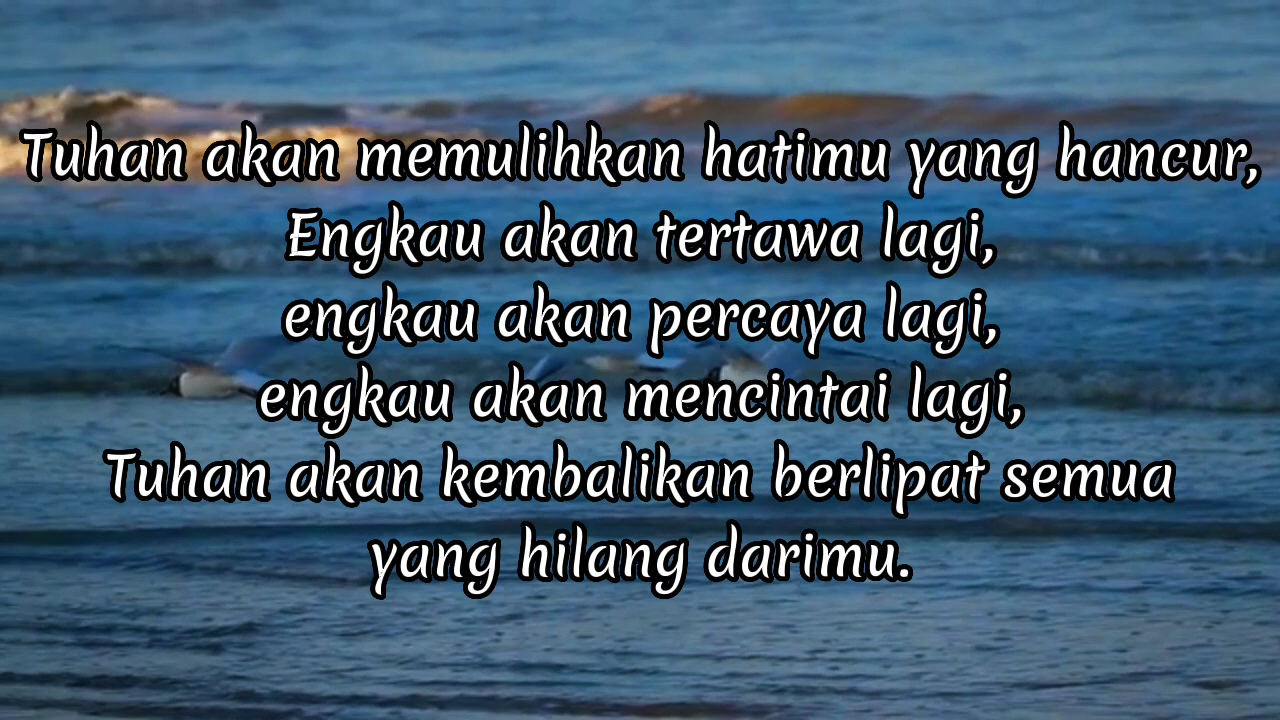 Tuhan akan memulihkan hatimu yang hancur,
Engkau akan tertawa lagi,
engkau akan percaya lagi,
engkau akan mencintai lagi,
Tuhan akan kembalikan berlipat semua
yang hilang darimu.